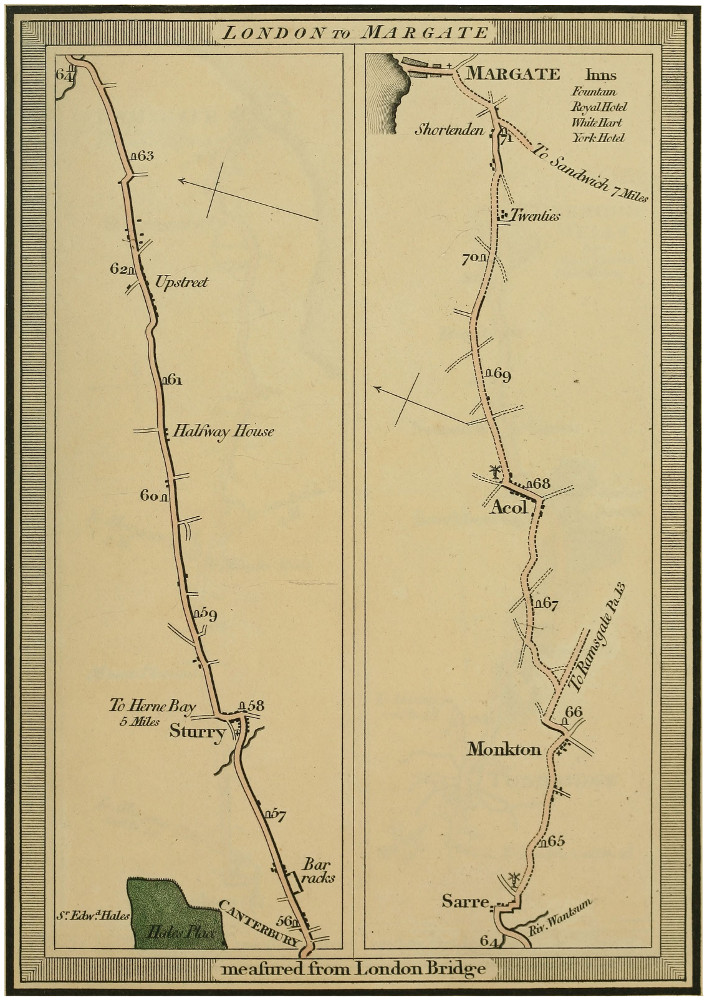 LONDON TO MARGATE
64
63
62
Upstreet
61
Halfway House
60
59
To Herne Bay
5 Miles
58
Sturry
57
Bar
racks
Sr. Edwd. Hales
Hales Place
CANTERBURY
56
MARGATE
Inns
Fountain
Royal Hotel
White Hart
York Hotel
Shortenden
71
To Sandwich 7 Miles
Twenties
70
69
68
Acol
67
To Ramsgate Pa. 13
66
Monkton
65
Sarre
Riv. Wantsum
64
meaſured from London Bridge